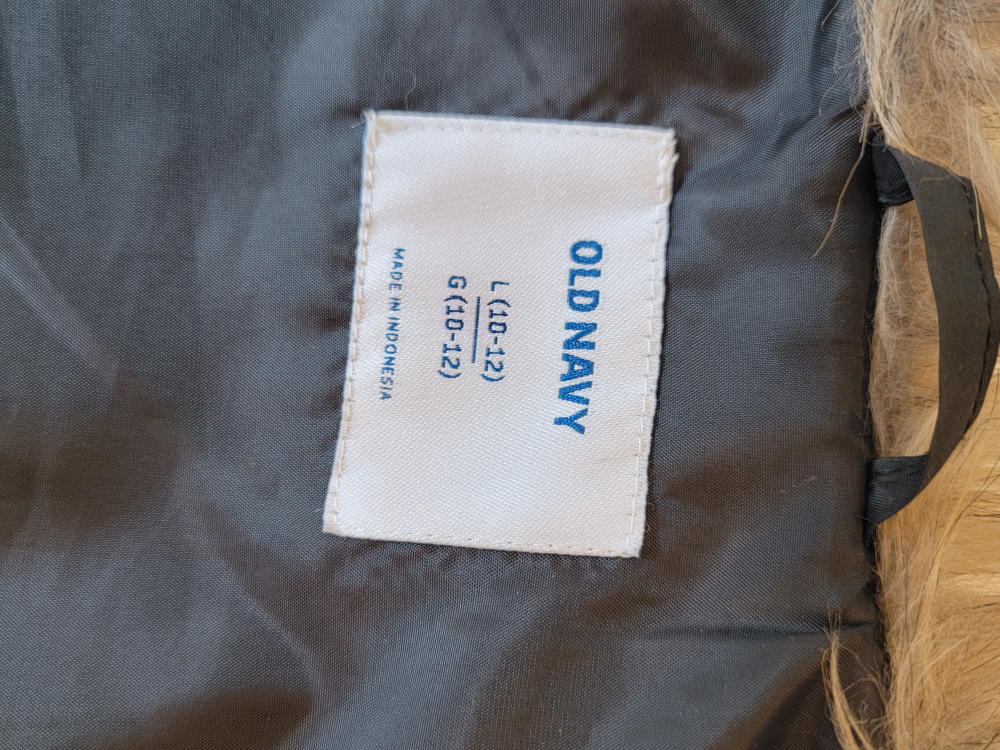 OLD NAVY
L (10-12)
G (10-12)
MADE IN INDONESIA